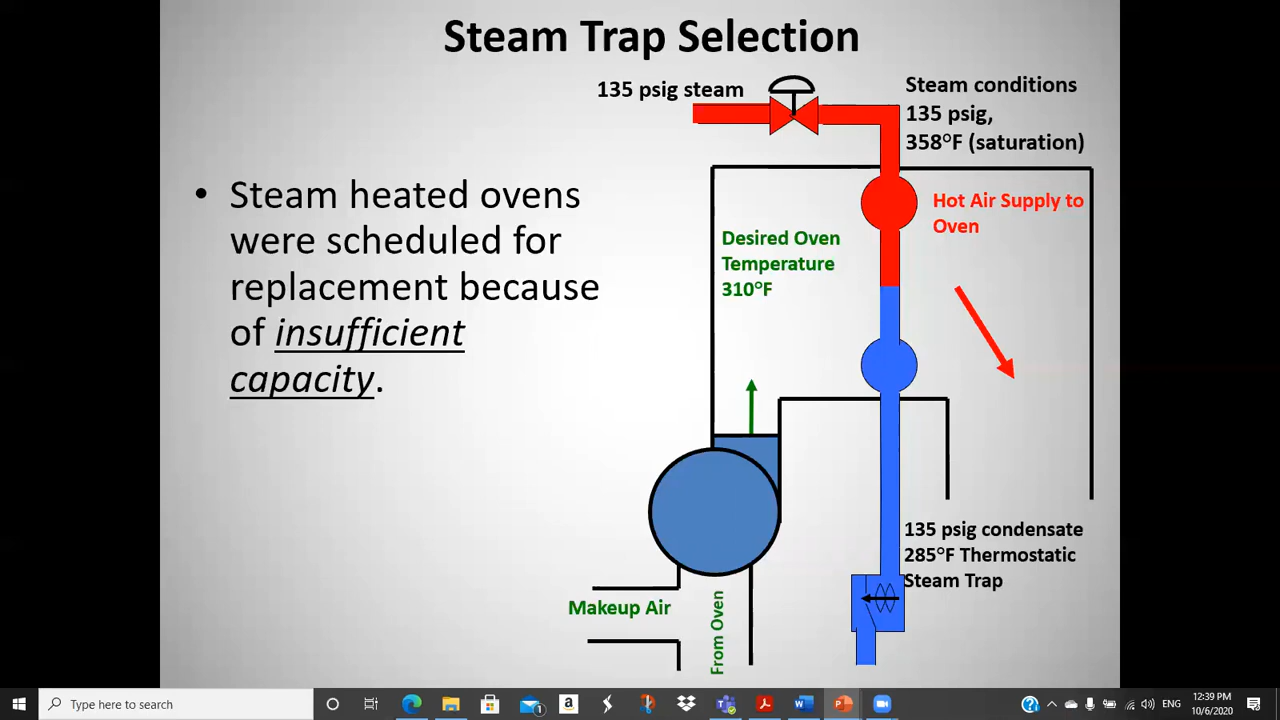 Steam Trap Selection
135 psig steam
Steam conditions
135 psig,
358°F (saturation)
• Steam heated ovens
were scheduled for
replacement because
of insufficient
capacity.
Hot Air Supply to
Oven
Desired Oven
Temperature
310°F
135 psig condensate
285°F Thermostatic
Steam Trap
Makeup Air
From Oven
Type here to search
1
a
W
P
?
ENG
12:39 PM
10/6/2020